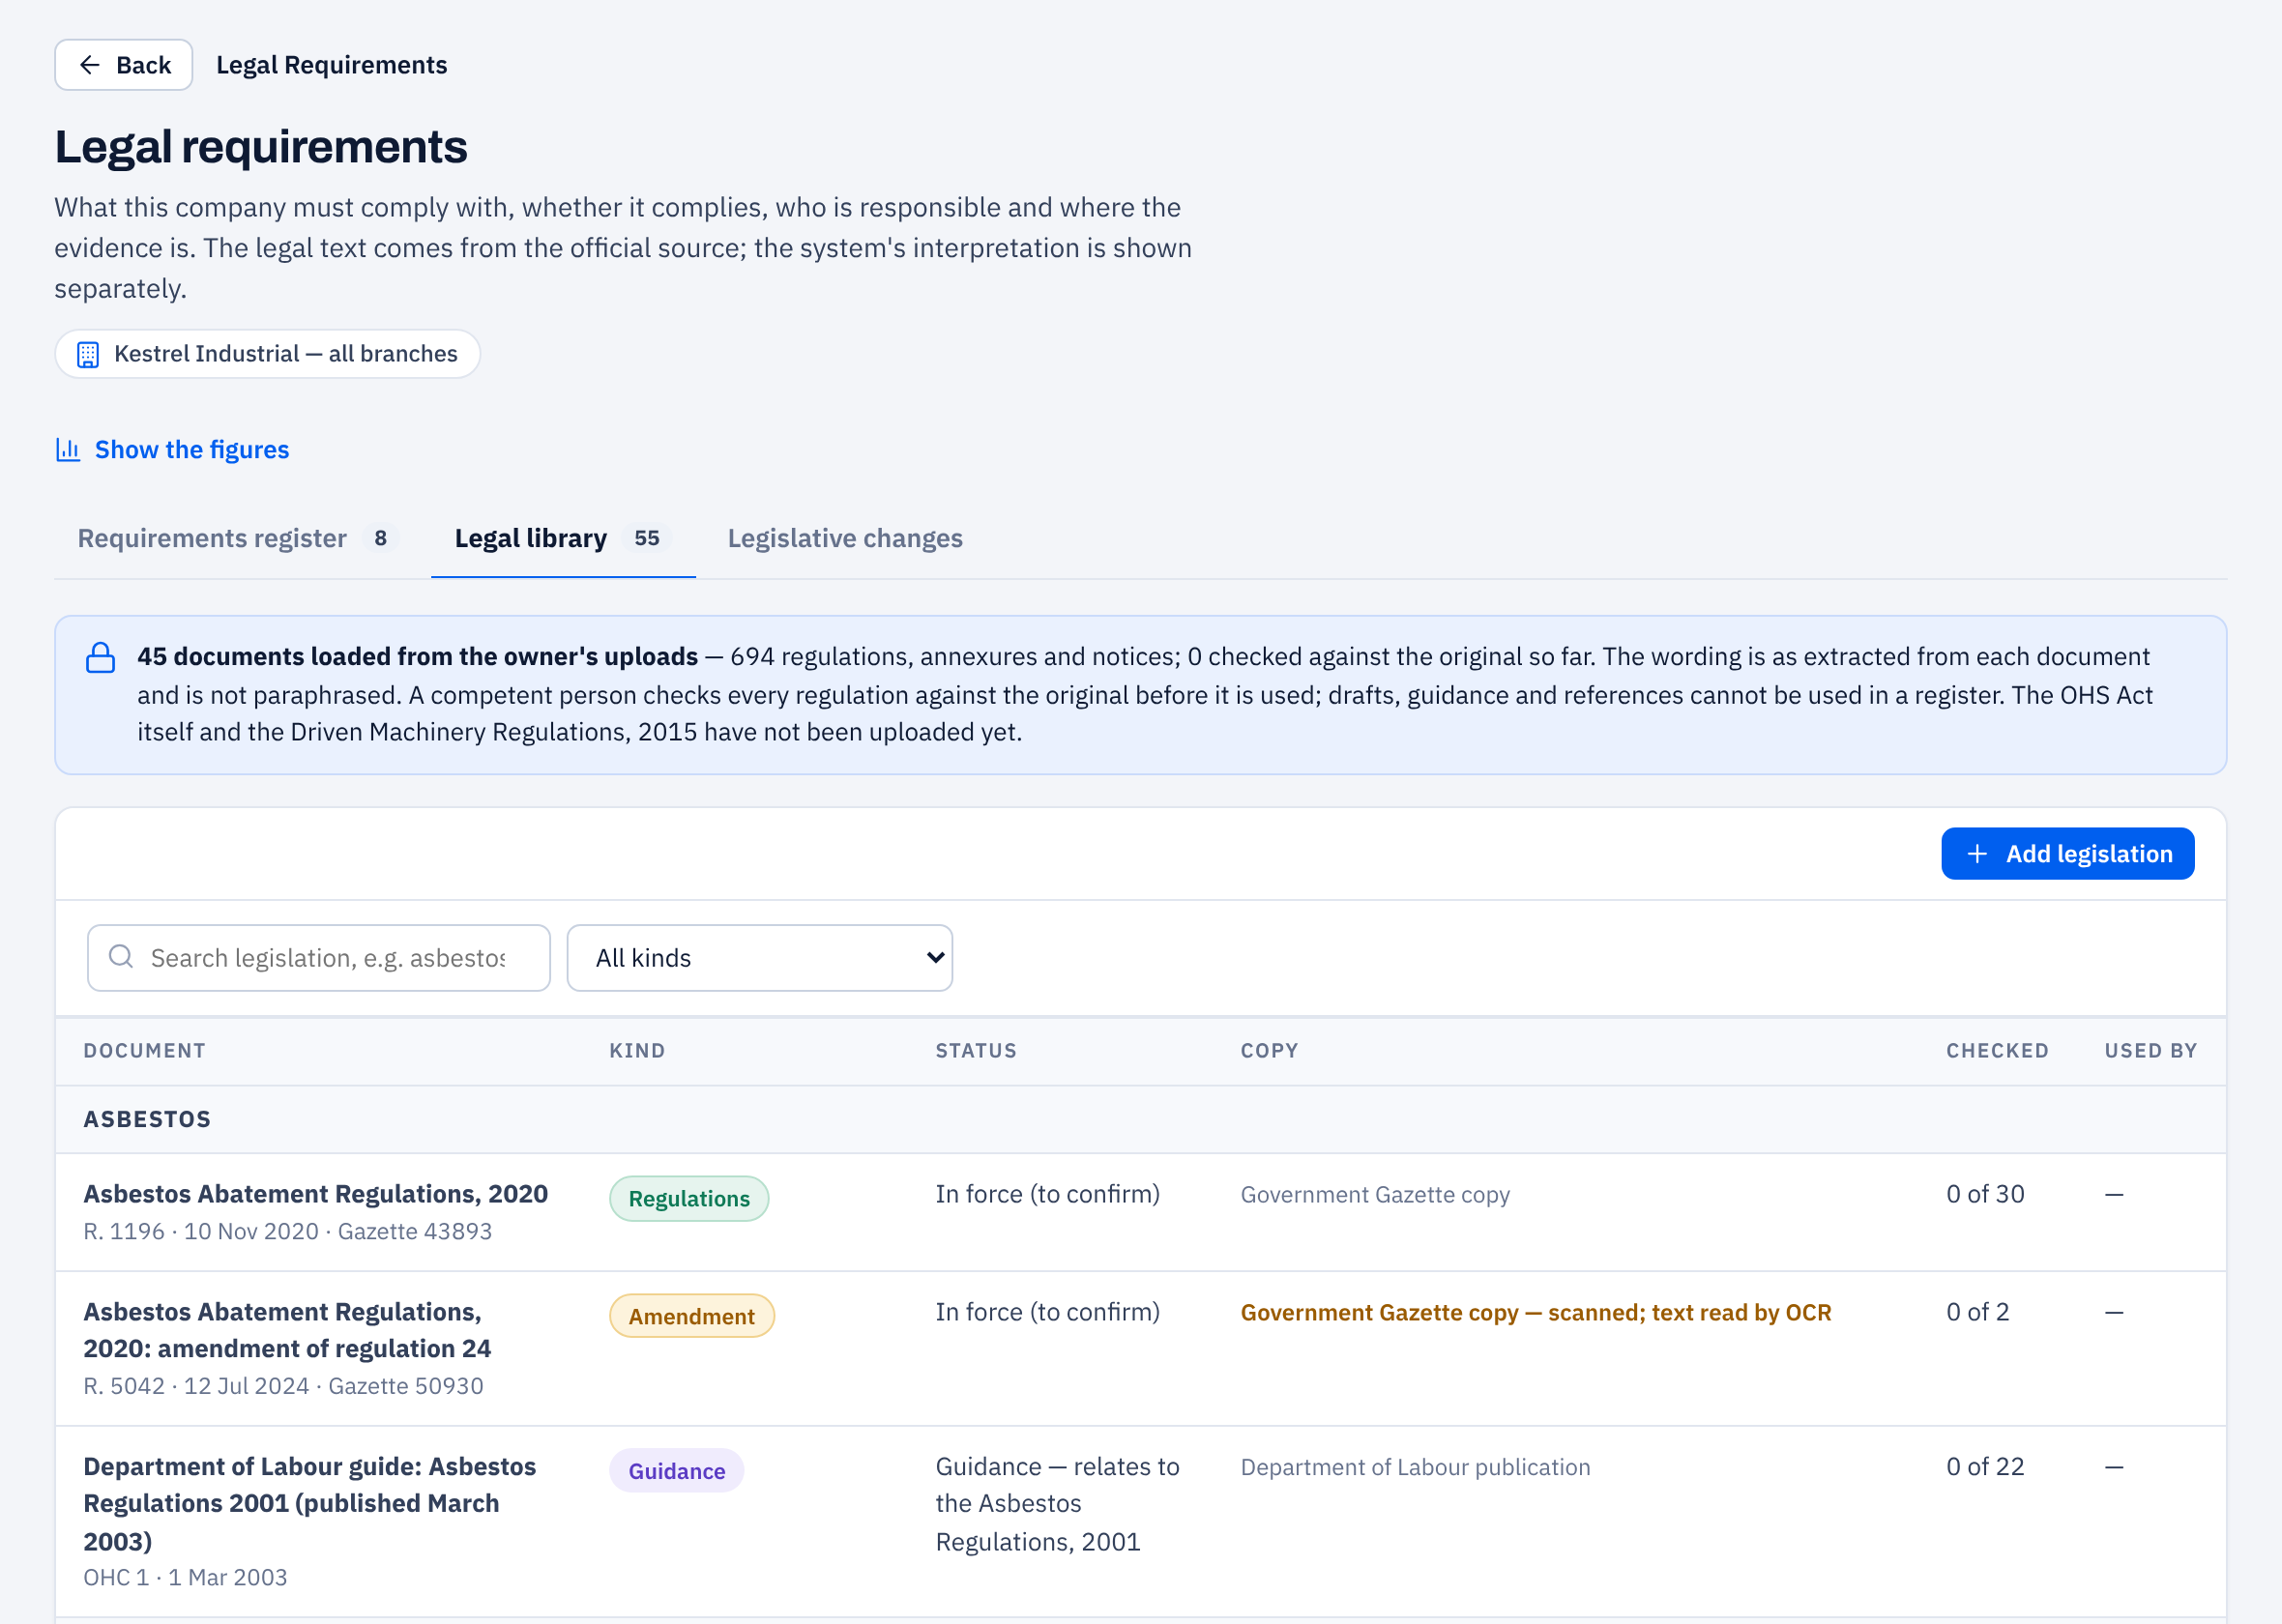 Back
Legal Requirements
Legal requirements
What this company must comply with, whether it complies, who is responsible and where the
evidence is. The legal text comes from the official source; the system's interpretation is shown
separately.
Kestrel Industrial — all branches
Show the figures
Requirements register 8
Legal library 55
Legislative changes
45 documents loaded from the owner's uploads — 694 regulations, annexures and notices; 0 checked against the original so far. The wording is as extracted from each document
and is not paraphrased. A competent person checks every regulation against the original before it is used; drafts, guidance and references cannot be used in a register. The OHS Act
itself and the Driven Machinery Regulations, 2015 have not been uploaded yet.
Add legislation
Search legislation, e.g. asbestos
All kinds
DOCUMENT KIND STATUS COPY CHECKED USED BY
ASBESTOS
Asbestos Abatement Regulations, 2020
R. 1196 · 10 Nov 2020 · Gazette 43893
Regulations
In force (to confirm)
Government Gazette copy
0 of 30
—
Asbestos Abatement Regulations,
2020: amendment of regulation 24
R. 5042 · 12 Jul 2024 · Gazette 50930
Amendment
In force (to confirm)
Government Gazette copy — scanned; text read by OCR
0 of 2
—
Department of Labour guide: Asbestos
Regulations 2001 (published March
2003)
OHC 1 · 1 Mar 2003
Guidance
Guidance — relates to
the Asbestos
Regulations, 2001
Department of Labour publication
0 of 22
—